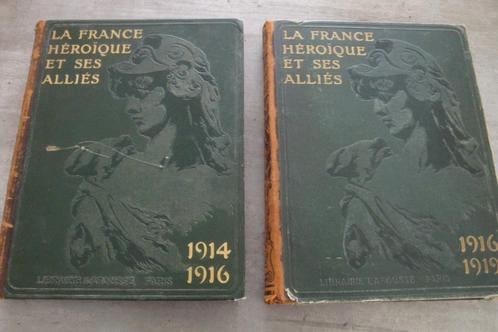 LA FRANCE
HÉROÏQUE
ET SES
ALLIÉS
1914
1916
LIBRAIRIE LAROUSSE PARIS
LA FRANCE
HÉROÏQUE
ET SES
ALLIÉS
1916
1919
LIBRAIRIE LAROUSSE PARIS